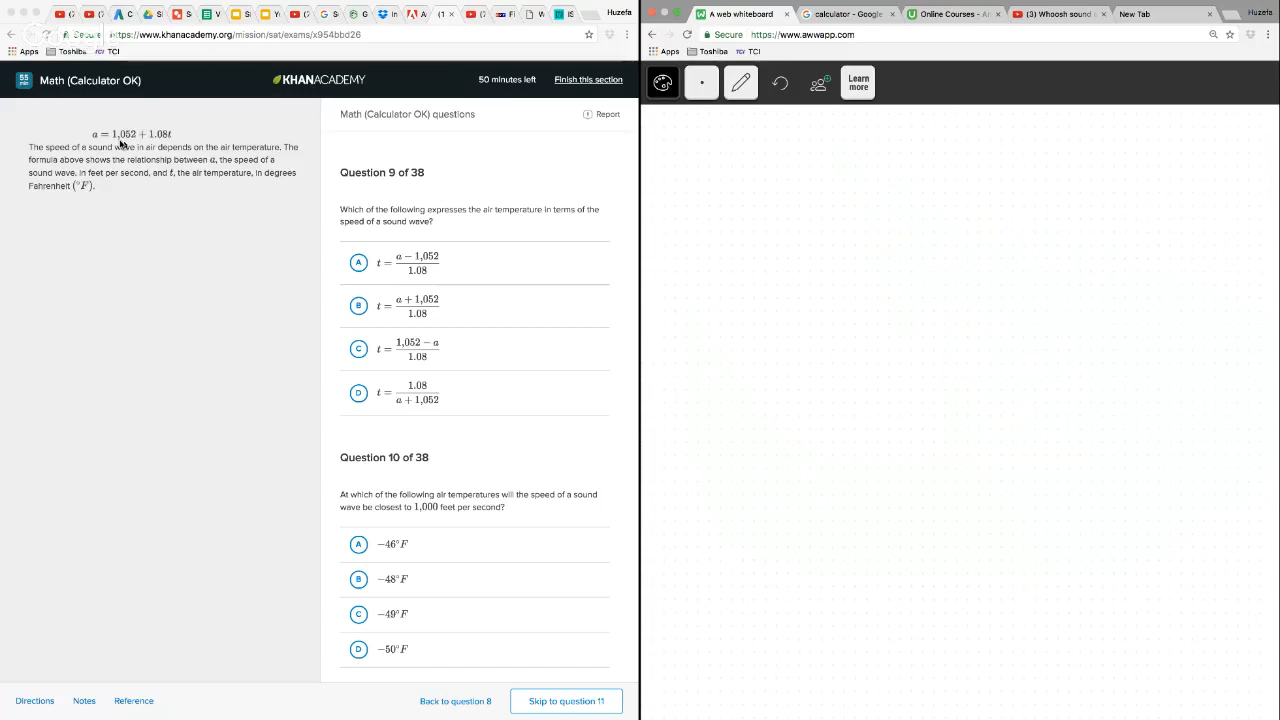 Huzefa
Secure https://www.khanacademy.org/mission/sat/exams/x954bbd26
Apps Toshiba TCI
55 min Math (Calculator OK) KHANACADEMY 50 minutes left Finish this section
a = 1,052 + 1.08t
The speed of a sound wave in air depends on the air temperature. The
formula above shows the relationship between a, the speed of a
sound wave, in feet per second, and t, the air temperature, in degrees
Fahrenheit (°F).
Math (Calculator OK) questions Report
Question 9 of 38
Which of the following expresses the air temperature in terms of the
speed of a sound wave?
A t = (a − 1,052) / 1.08
B t = (a + 1,052) / 1.08
C t = (1,052 − a) / 1.08
D t = 1.08 / (a + 1,052)
Question 10 of 38
At which of the following air temperatures will the speed of a sound
wave be closest to 1,000 feet per second?
A −46°F
B −48°F
C −49°F
D −50°F
Directions Notes Reference Back to question 8 Skip to question 11
A web whiteboard calculator - Google Online Courses - An (3) Whoosh sound e New Tab Huzefa
Secure https://www.awwapp.com
Apps Toshiba TCI
Learn
more